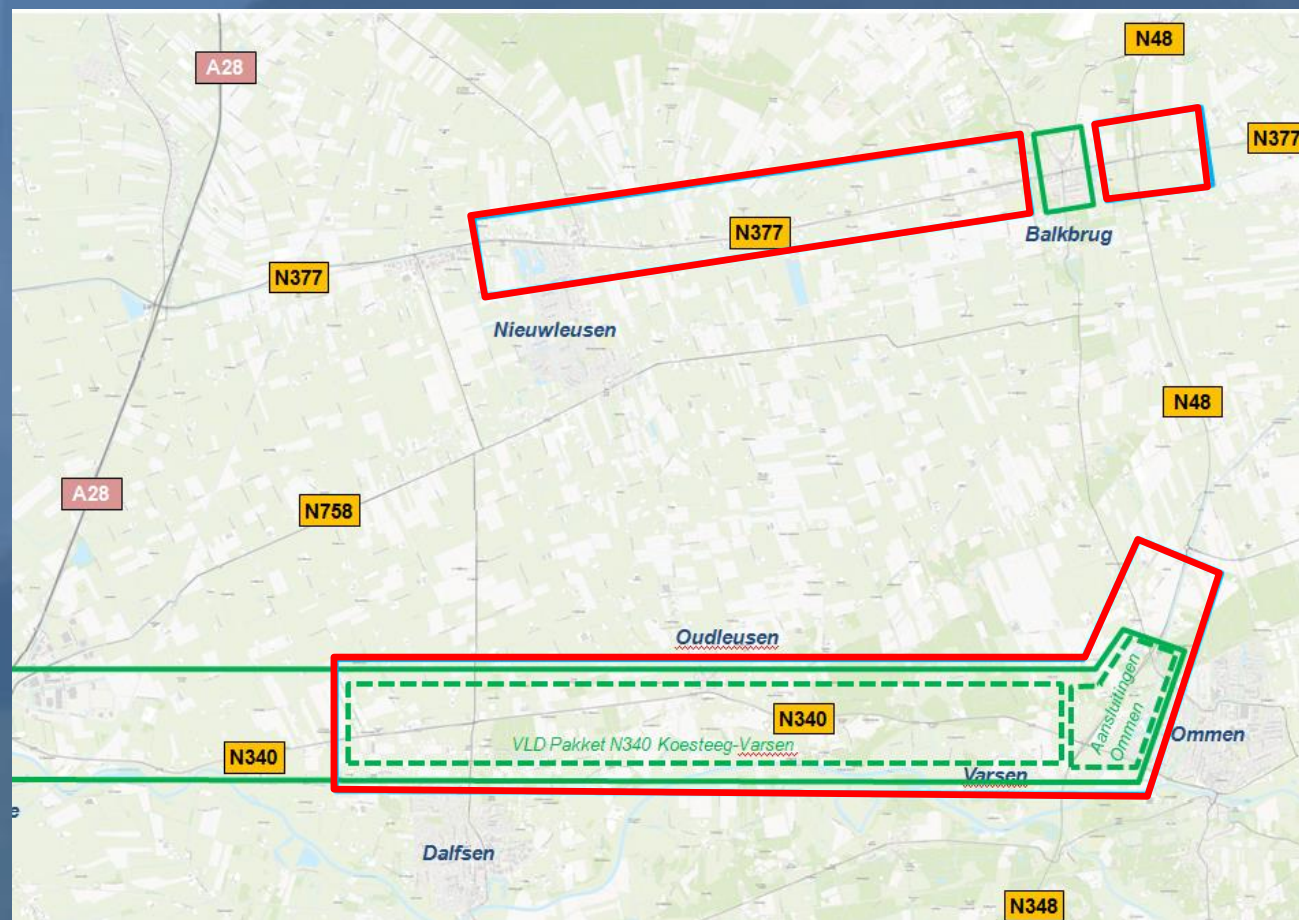 N48
A28
N377
N377
Balkbrug
N377
Nieuwleusen
N48
A28
N758
Oudleusen
Aansluitingen
Ommen
N340
Ommen
VLD Pakket N340 Koesteeg-Varsen
N340
Varsen
e
Dalfsen
N348